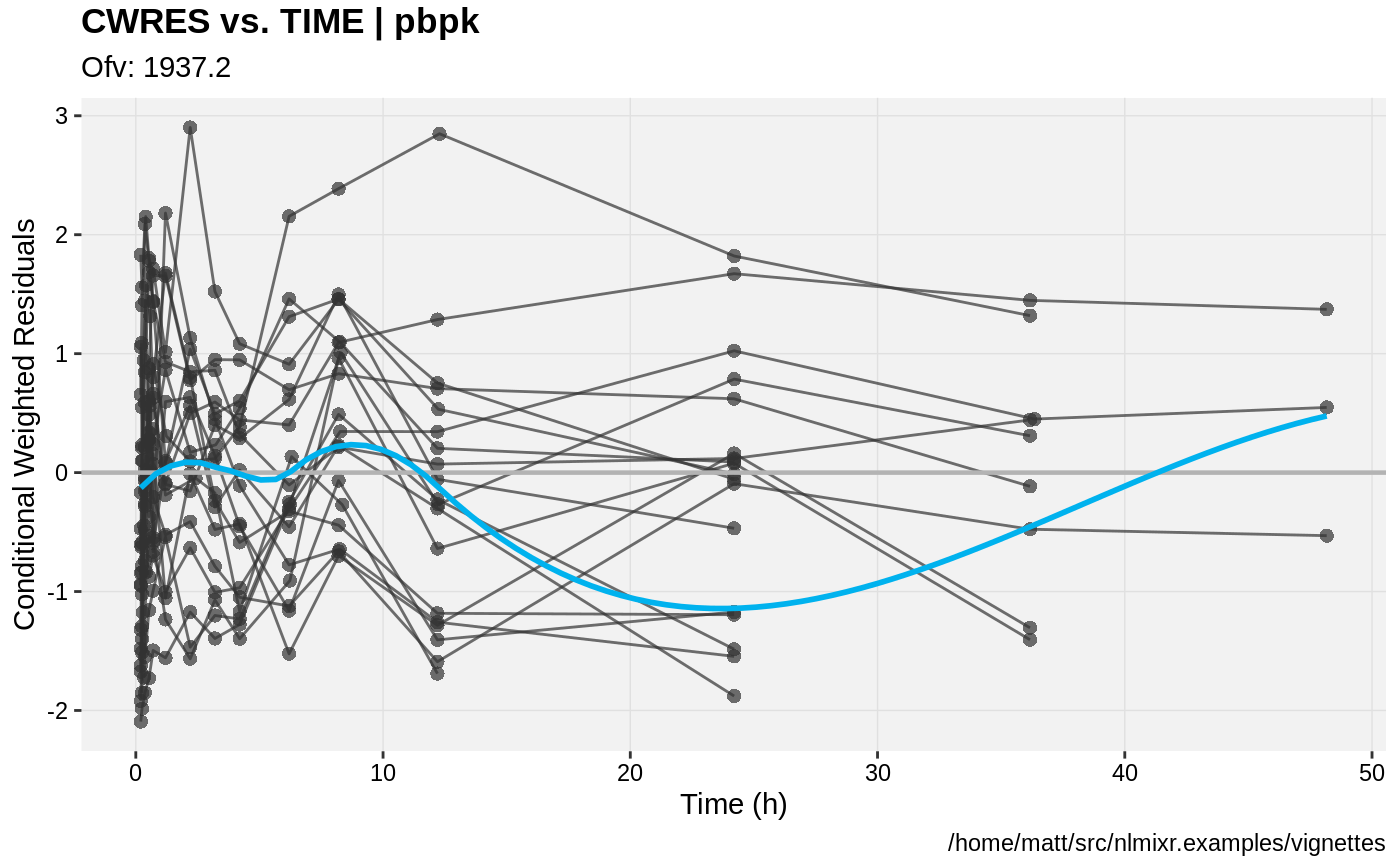 CWRES vs. TIME | pbpk
Ofv: 1937.2
3
2
1
0
-1
-2
Conditional Weighted Residuals
0 10 20 30 40 50
Time (h)
/home/matt/src/nlmixr.examples/vignettes